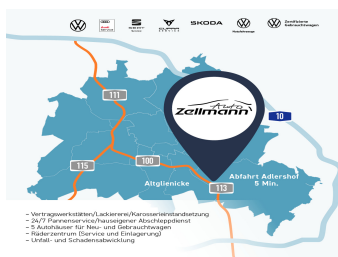 SEAT
CUPRA
SKODA
Nutzfahrzeuge
Zertifizierte
Gebrauchtwagen
Auto
Zellmann
111
10
115
100
Altglienicke
113
Abfahrt Adlershof
5 Min.
– Vertragswerkstätten/Lackiererei/Karosserieinstandsetzung
– 24/7 Pannenservice/hauseigener Abschleppdienst
– 5 Autohäuser für Neu- und Gebrauchtwagen
– Räderzentrum (Service und Einlagerung)
– Unfall- und Schadensabwicklung